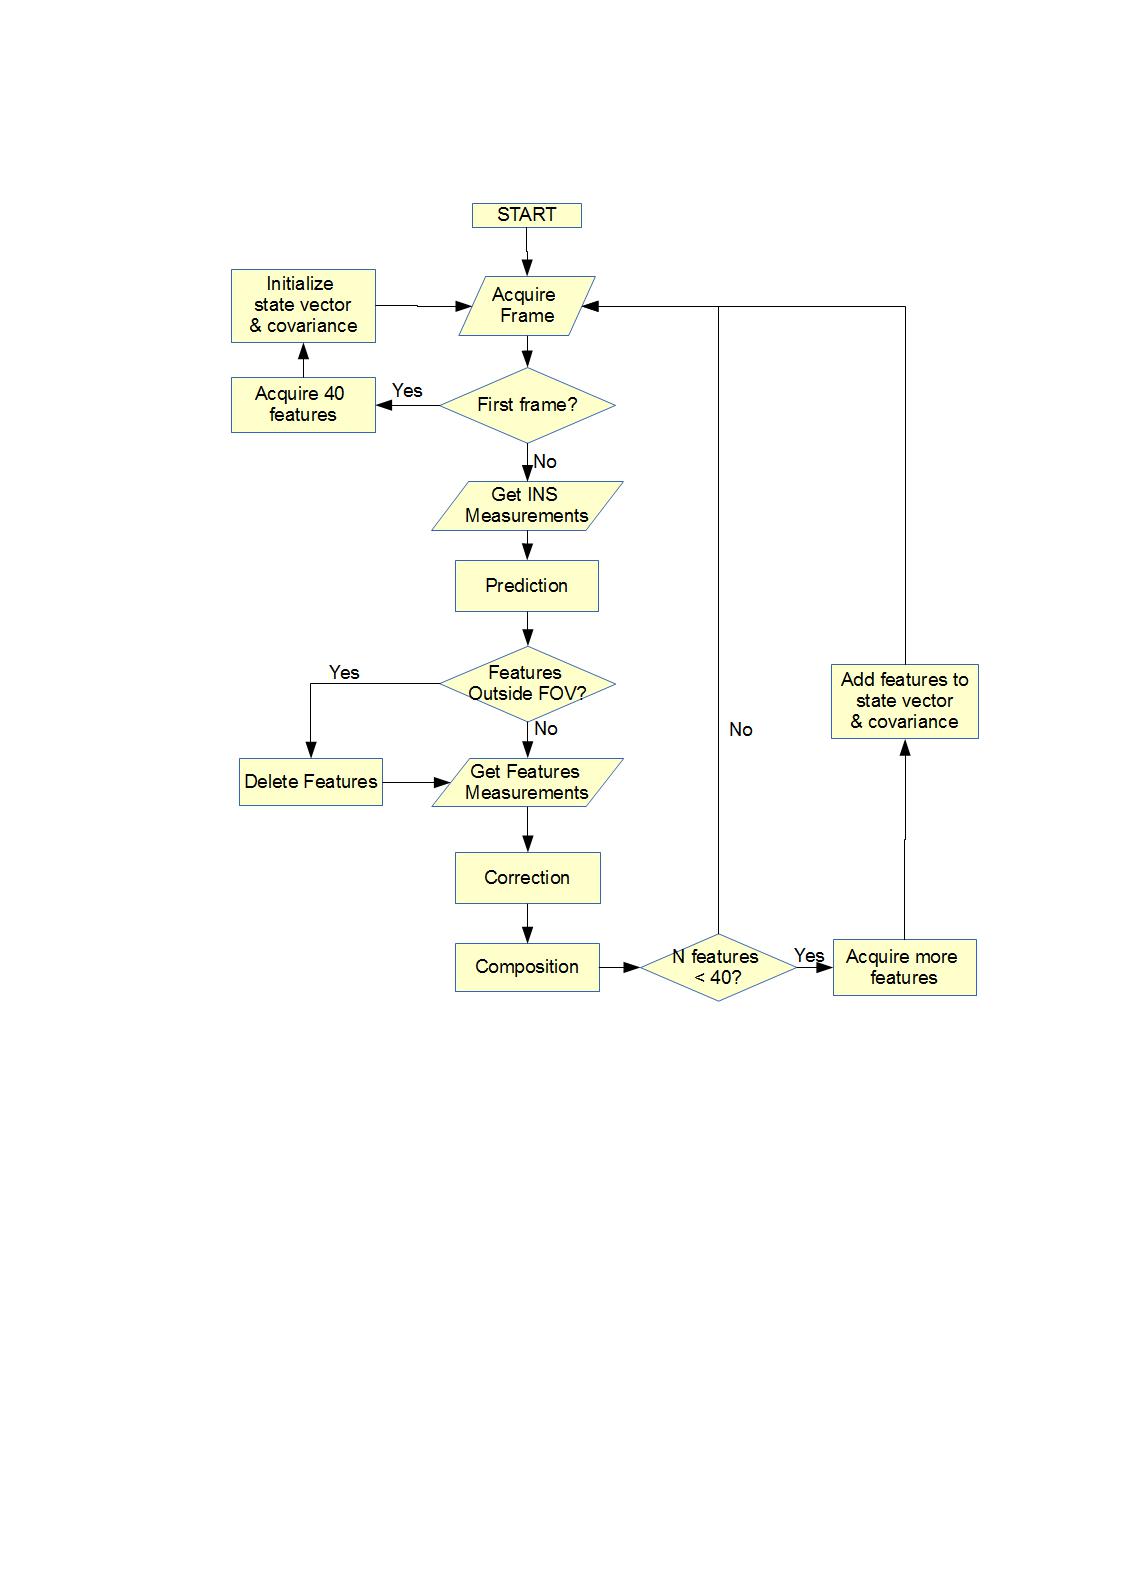 START
Acquire
Frame
Initialize
state vector
& covariance
Acquire 40
features
Yes
First frame?
No
Get INS
Measurements
Prediction
Features
Outside FOV?
Yes
No
Delete Features
Get Features
Measurements
Correction
Composition
N features
< 40?
No
Yes
Acquire more
features
Add features to
state vector
& covariance